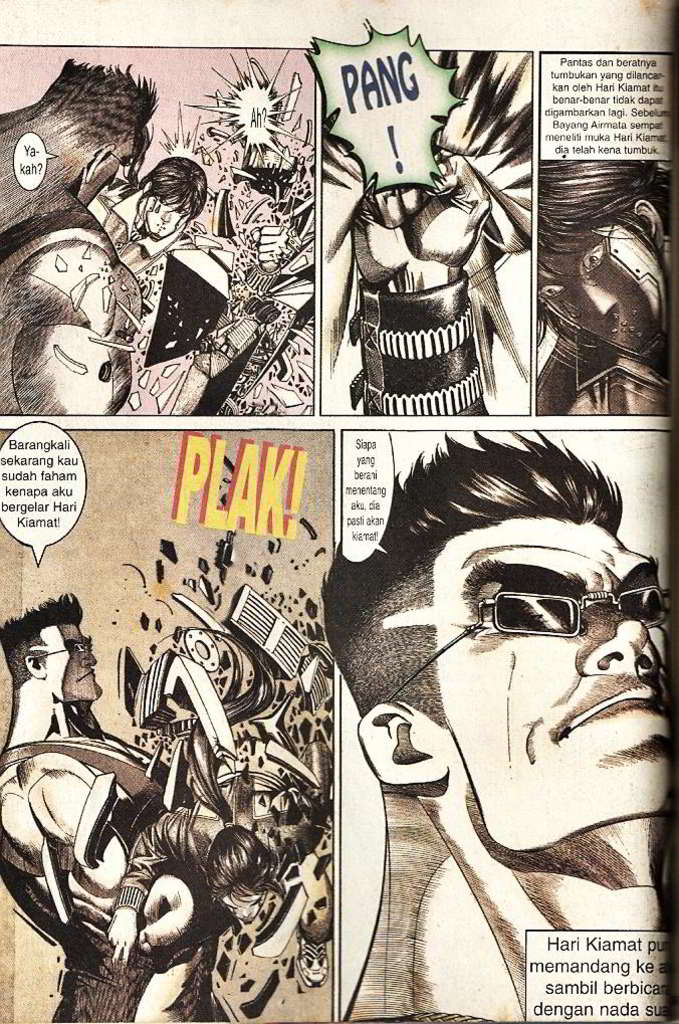 Ya-
kah?
Ah?
PANG
!
Pantas dan beratnya
tumbukan yang dilancar-
kan oleh Hari Kiamat itu
benar-benar tidak dapat
digambarkan lagi. Sebelum
Bayang Airmata sempat
meneliti muka Hari Kiamat,
dia telah kena tumbuk.
Barangkali
sekarang kau
sudah faham
kenapa aku
bergelar Hari
Kiamat!
PLAK!
Siapa
yang
berani
menentang
aku, dia
pasti akan
kiamat!
Hari Kiamat pun
memandang ke
sambil berbicara
dengan nada